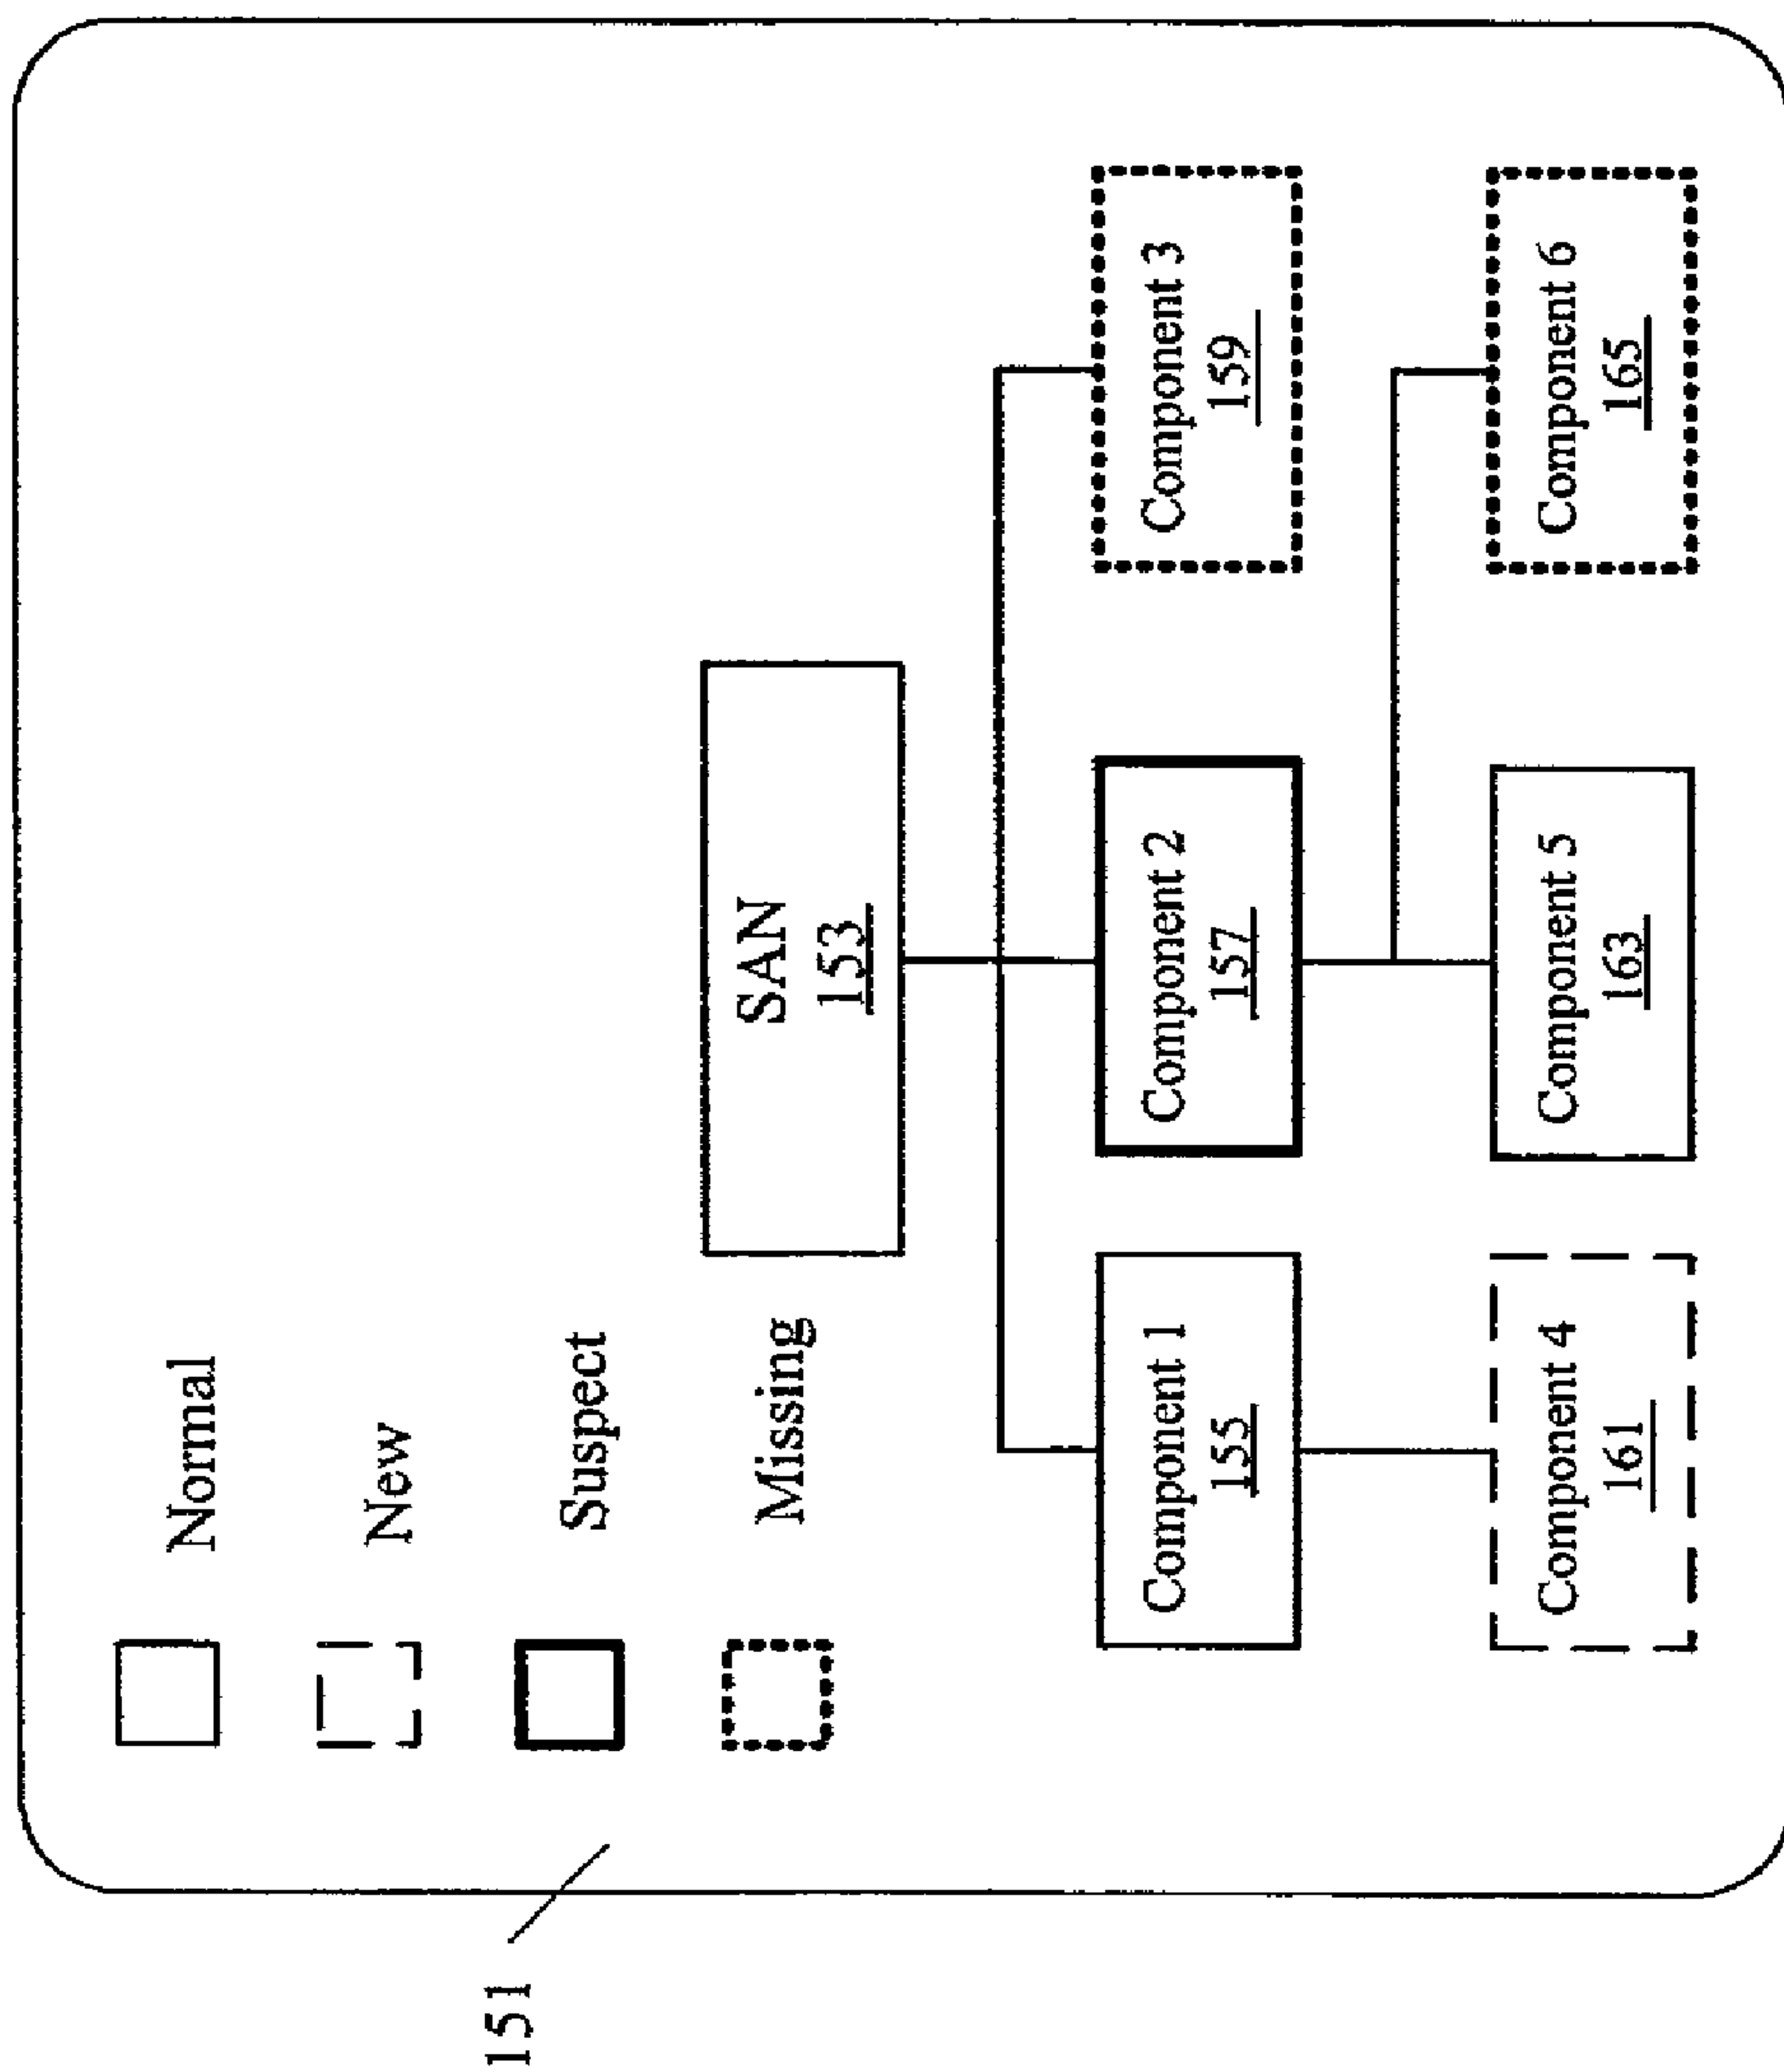 151
Normal
New
Suspect
Missing
SAN
153
Component 1
155
Component 2
157
Component 3
159
Component 4
161
Component 5
163
Component 6
165